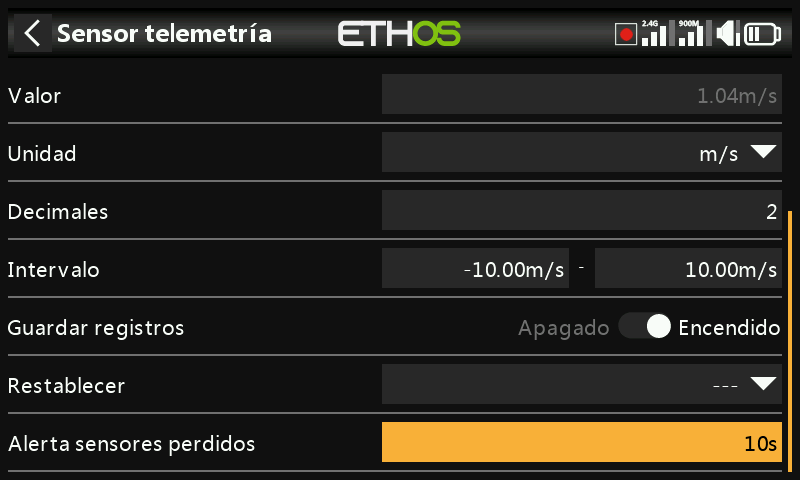 Sensor telemetría ETHOS 2.4G 900M
Valor 1.04m/s
Unidad m/s
Decimales 2
Intervalo -10.00m/s - 10.00m/s
Guardar registros Apagado Encendido
Restablecer ---
Alerta sensores perdidos 10s